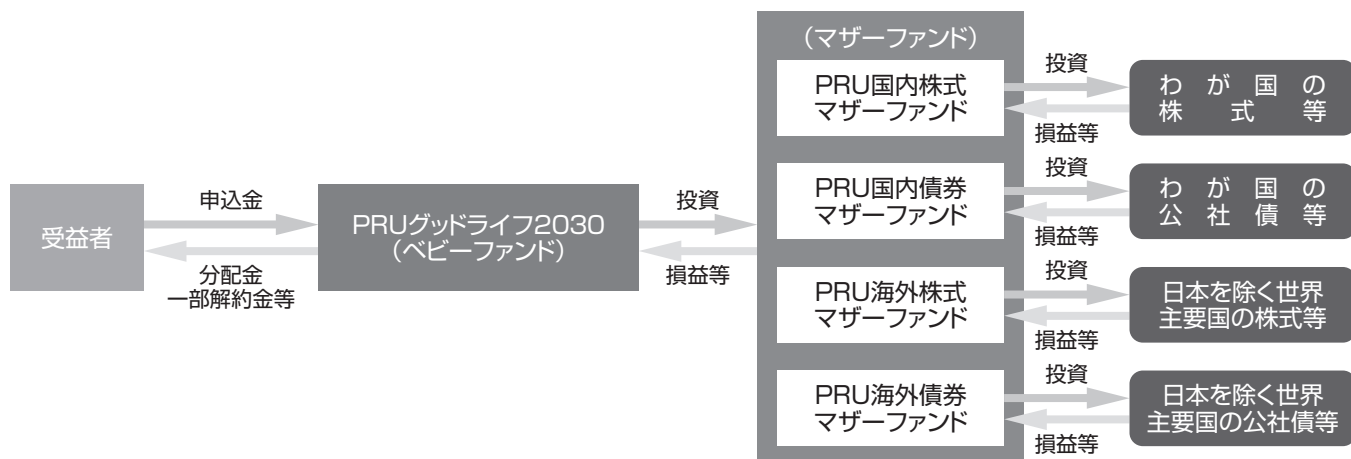 受益者
申込金
分配金
一部解約金等
PRUグッドライフ2030
(ベビーファンド)
投資
損益等
(マザーファンド)
PRU国内株式
マザーファンド
投資
損益等
わが国の
株式等
PRU国内債券
マザーファンド
投資
損益等
わが国の
公社債等
PRU海外株式
マザーファンド
投資
損益等
日本を除く世界
主要国の株式等
PRU海外債券
マザーファンド
投資
損益等
日本を除く世界
主要国の公社債等